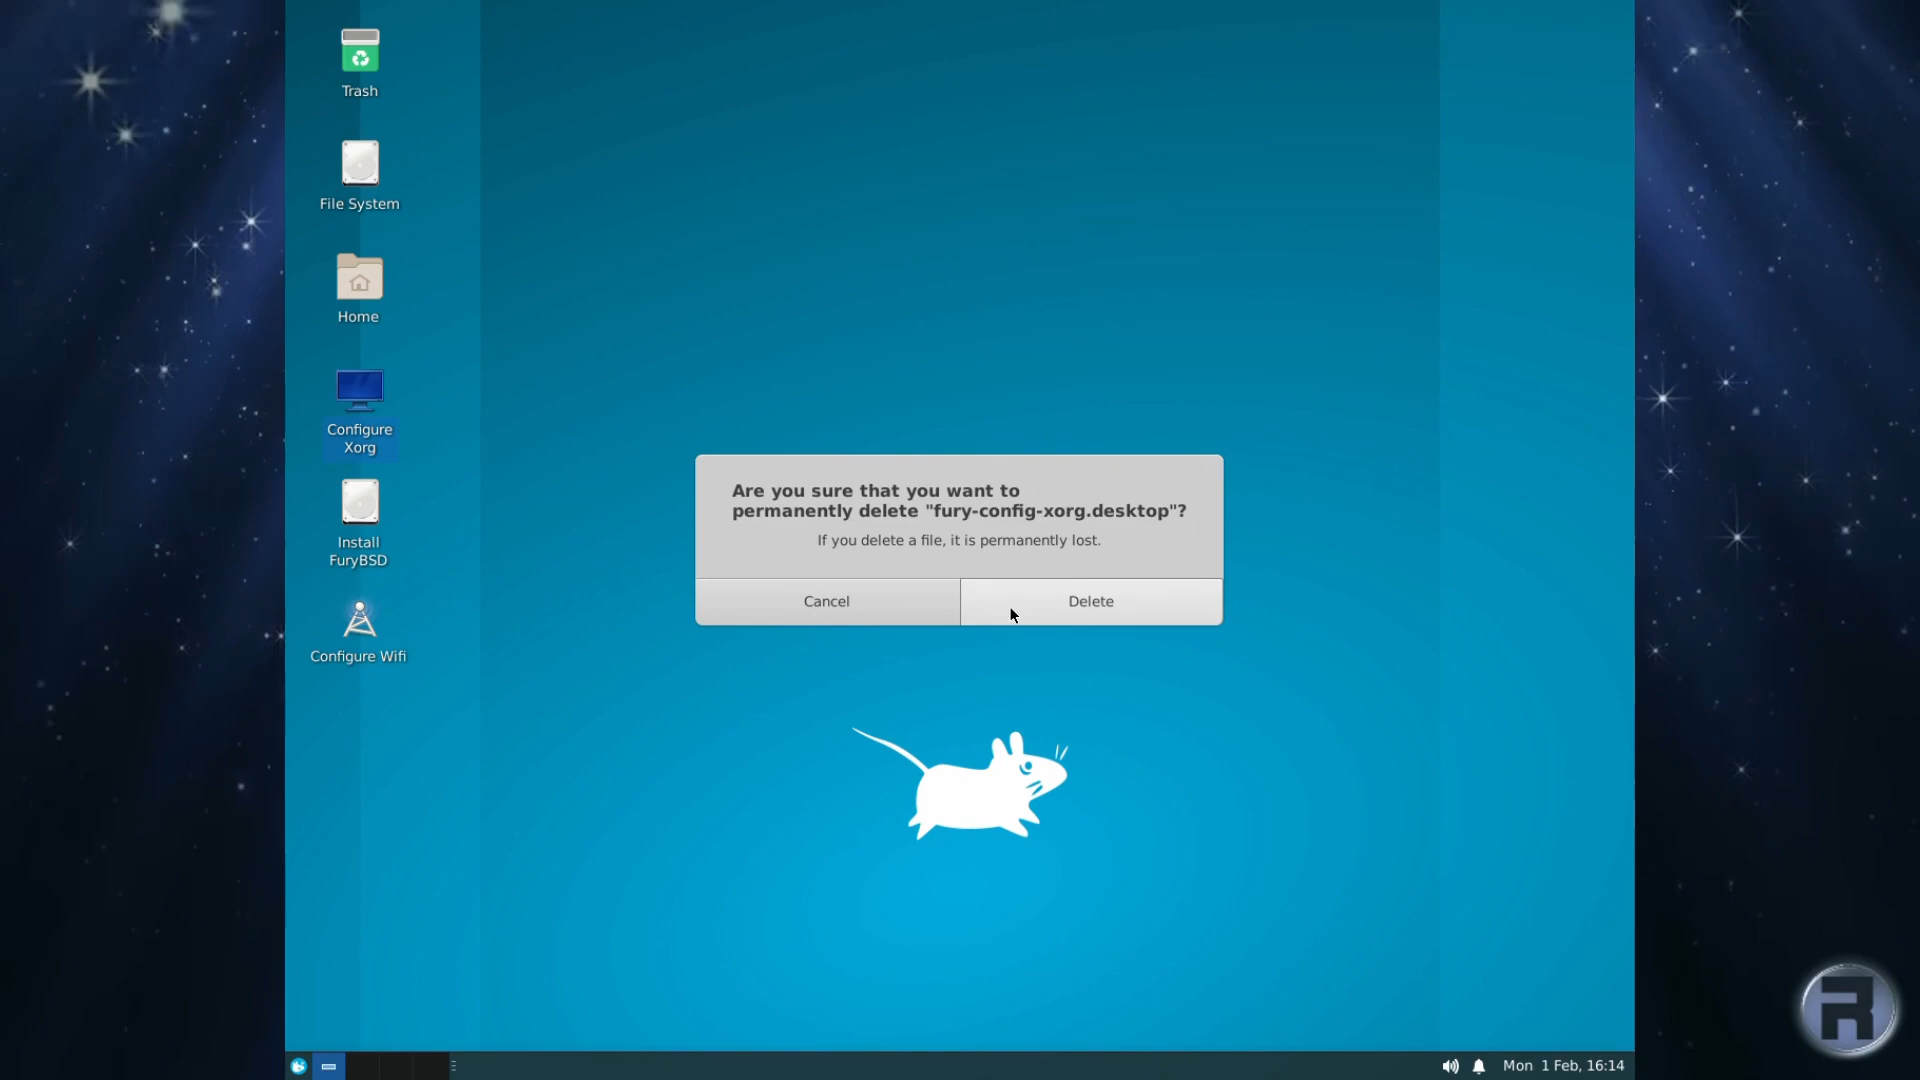 Trash
File System
Home
Configure
Xorg
Install
FuryBSD
Configure Wifi
Are you sure that you want to
permanently delete "fury-config-xorg.desktop"?
If you delete a file, it is permanently lost.
Cancel
Delete
Mon 1 Feb, 16:14
R